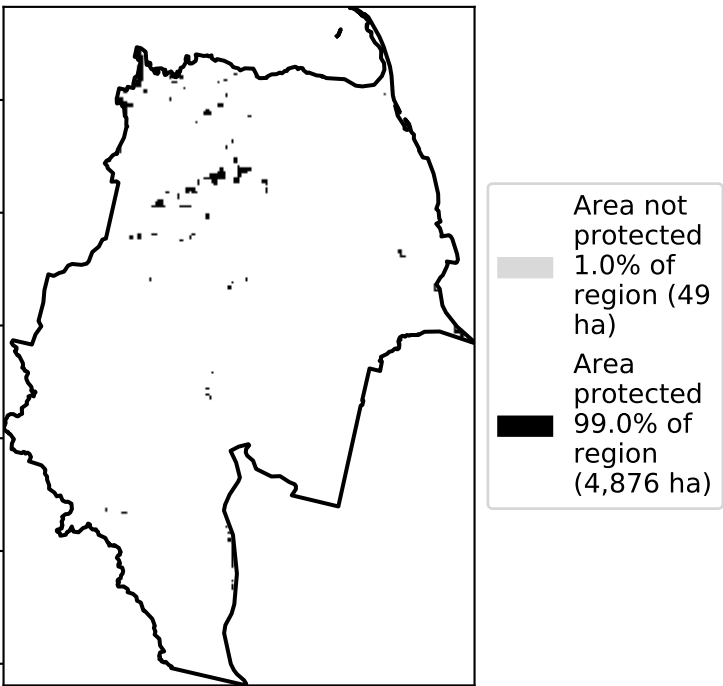 Area not
protected
1.0% of
region (49
ha)
Area
protected
99.0% of
region
(4,876 ha)